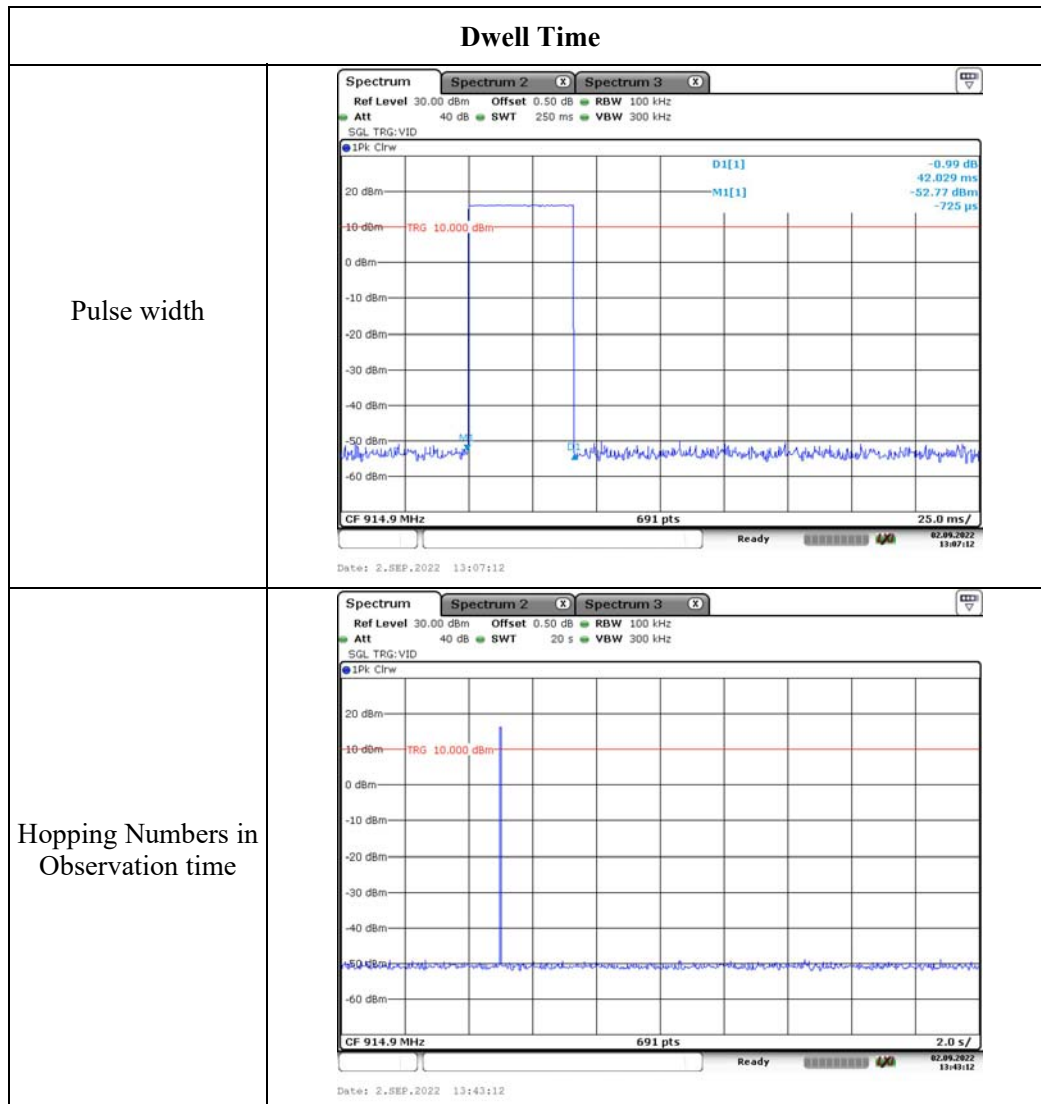 Dwell Time
Pulse width
Spectrum Spectrum 2 X Spectrum 3 X
Ref Level 30.00 dBm Offset 0.50 dB RBW 100 kHz
Att 40 dB SWT 250 ms VBW 300 kHz
SGL TRG:VID
1Pk Clrw
D1[1] -0.99 dB
42.029 ms
20 dBm M1[1] -52.77 dBm
-725 µs
10 dBm TRG 10.000 dBm
0 dBm
-10 dBm
-20 dBm
-30 dBm
-40 dBm
-50 dBm M1 D1
-60 dBm
CF 914.9 MHz 691 pts 25.0 ms/
Ready 02.09.2022
13:07:12
Date: 2.SEP.2022 13:07:12
Hopping Numbers in
Observation time
Spectrum Spectrum 2 X Spectrum 3 X
Ref Level 30.00 dBm Offset 0.50 dB RBW 100 kHz
Att 40 dB SWT 20 s VBW 300 kHz
SGL TRG:VID
1Pk Clrw
20 dBm
10 dBm TRG 10.000 dBm
0 dBm
-10 dBm
-20 dBm
-30 dBm
-40 dBm
-50 dBm
-60 dBm
CF 914.9 MHz 691 pts 2.0 s/
Ready 02.09.2022
13:43:12
Date: 2.SEP.2022 13:43:12